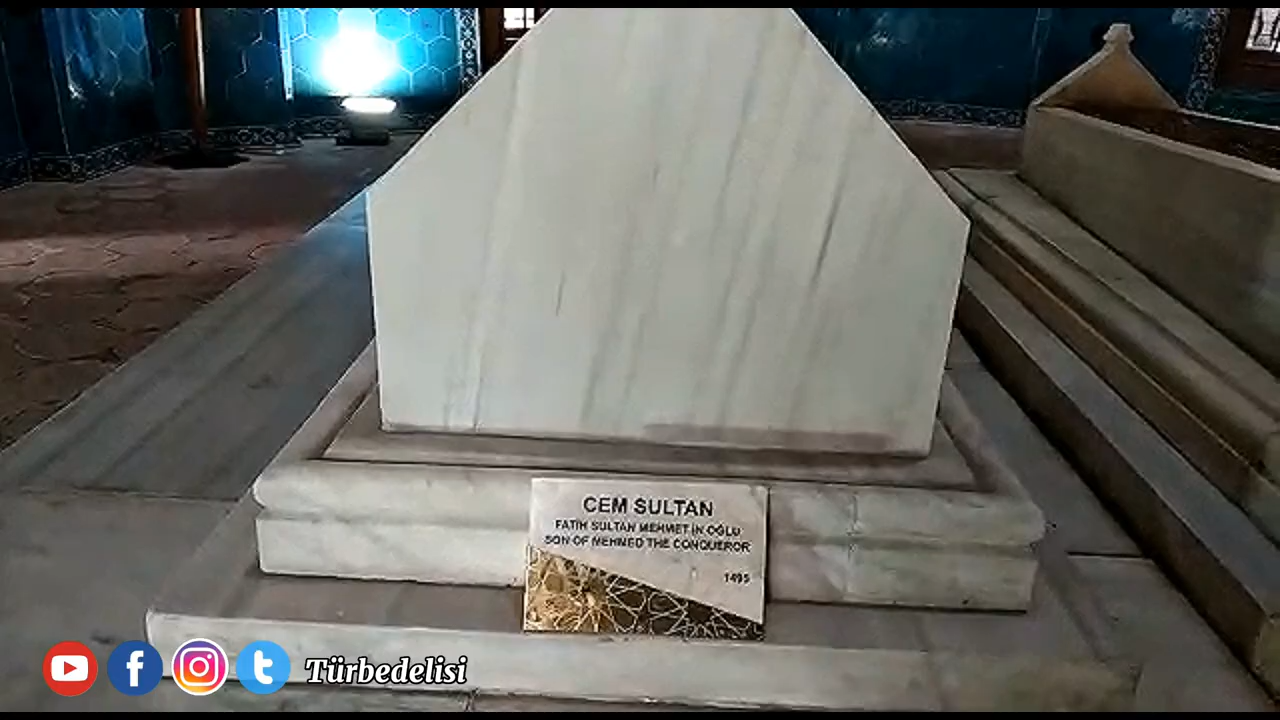 CEM SULTAN
FATİH SULTAN MEHMET İN OĞLU
SON OF MEHMED THE CONQUEROR
1495
Türbedelisi